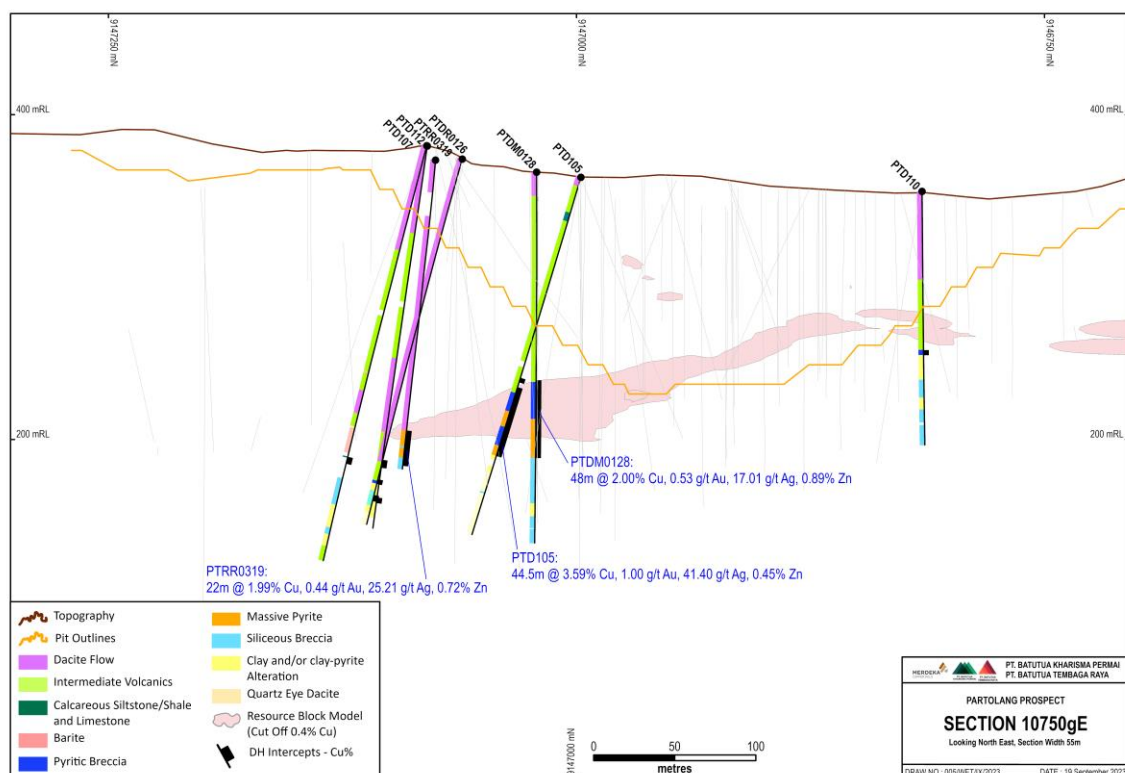 9147250 mN
9147000 mN
9146750 mN
400 mRL
400 mRL
PTD107
PTD112
PTRR0319
PTDR0126
PTDM0128
PTD105
PTD110
200 mRL
200 mRL
PTDM0128:
48m @ 2.00% Cu, 0.53 g/t Au, 17.01 g/t Ag, 0.89% Zn
PTD105:
44.5m @ 3.59% Cu, 1.00 g/t Au, 41.40 g/t Ag, 0.45% Zn
PTRR0319:
22m @ 1.99% Cu, 0.44 g/t Au, 25.21 g/t Ag, 0.72% Zn
Topography
Pit Outlines
Dacite Flow
Intermediate Volcanics
Calcareous Siltstone/Shale
and Limestone
Barite
Pyritic Breccia
Massive Pyrite
Siliceous Breccia
Clay and/or clay-pyrite
Alteration
Quartz Eye Dacite
Resource Block Model
(Cut Off 0.4% Cu)
DH Intercepts - Cu%
9147000 mN
0 50 100
metres
MERDEKA
PT. BATUTUA KHARISMA PERMAI
PT. BATUTUA TEMBAGA RAYA
PARTOLANG PROSPECT
SECTION 10750gE
Looking North East, Section Width 55m
DATE : 19 September 2023